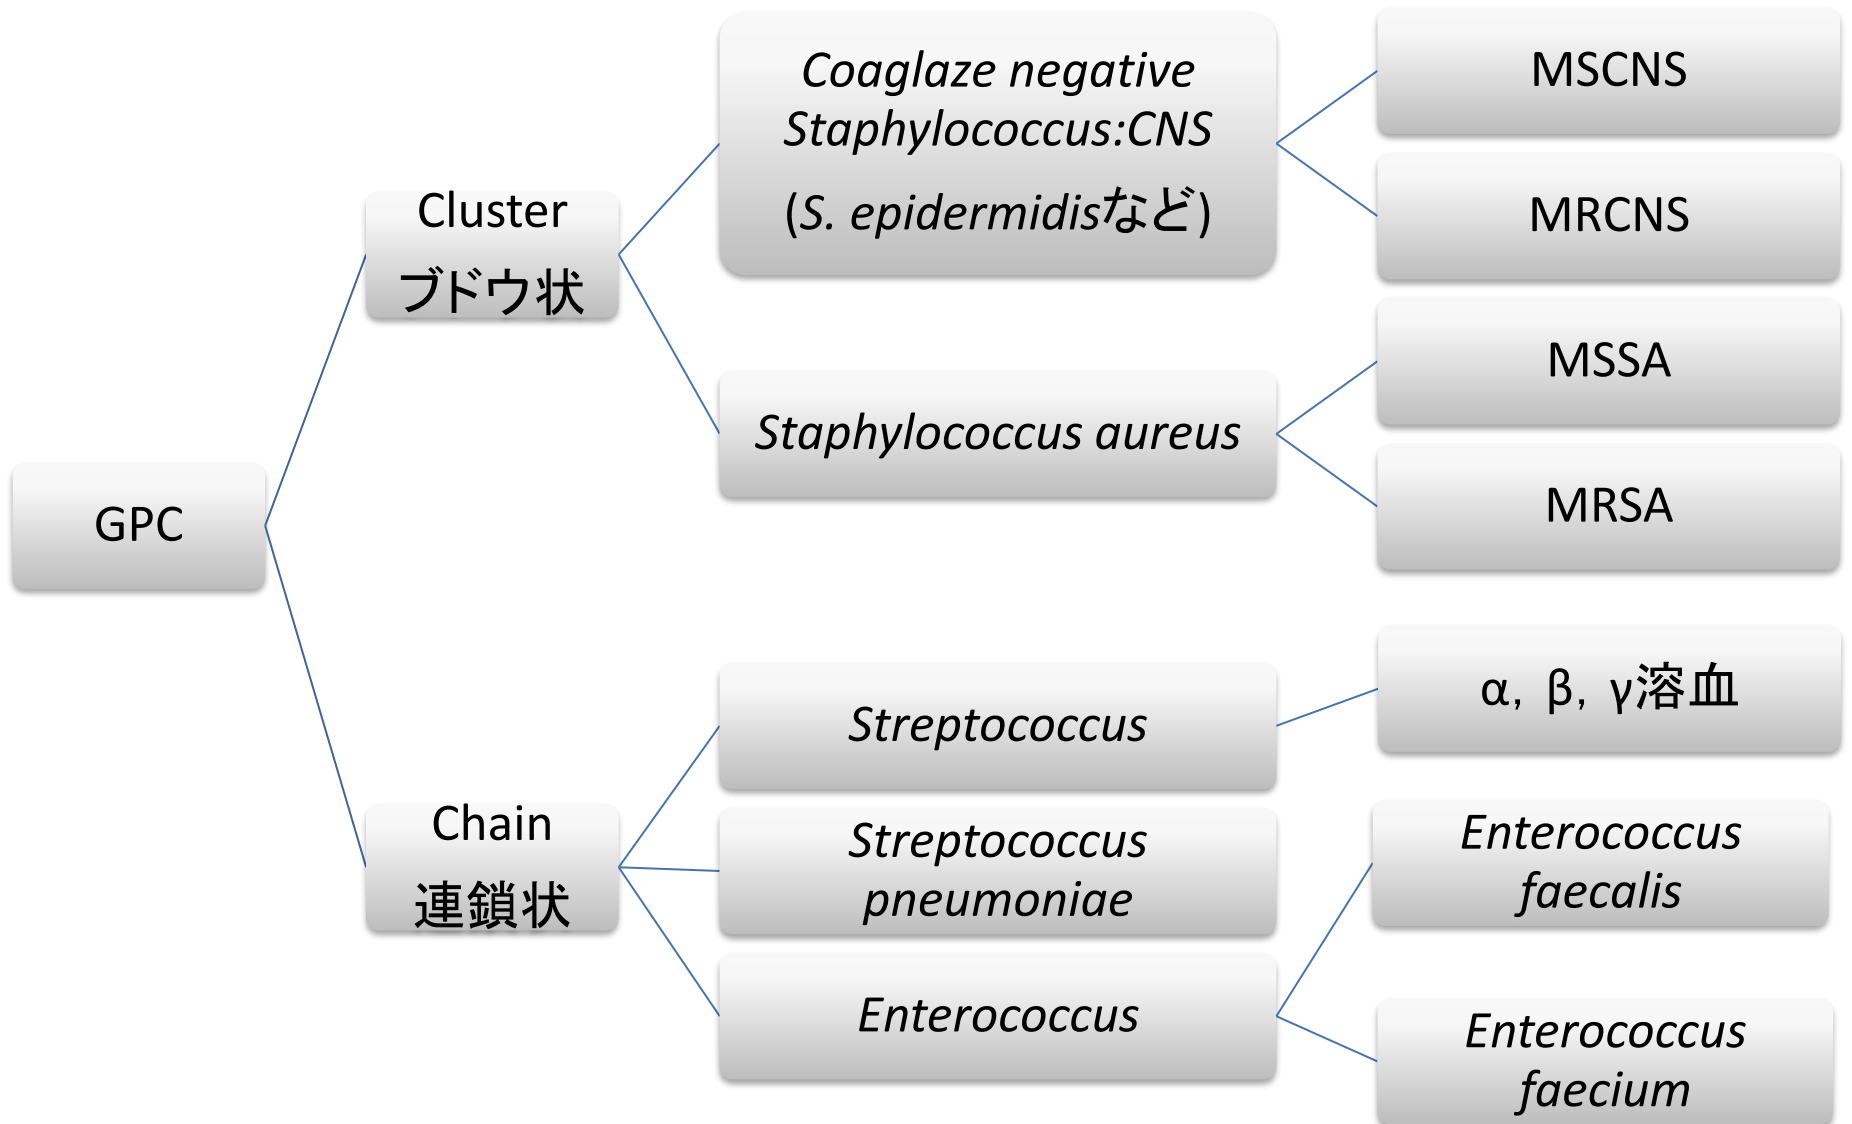 GPC
Cluster
ブドウ状
Coaglaze negative
Staphylococcus:CNS
(S. epidermidisなど)
MSCNS
MRCNS
Staphylococcus aureus
MSSA
MRSA
Chain
連鎖状
Streptococcus
α, β, γ溶血
Streptococcus
pneumoniae
Enterococcus
Enterococcus
faecalis
Enterococcus
faecium